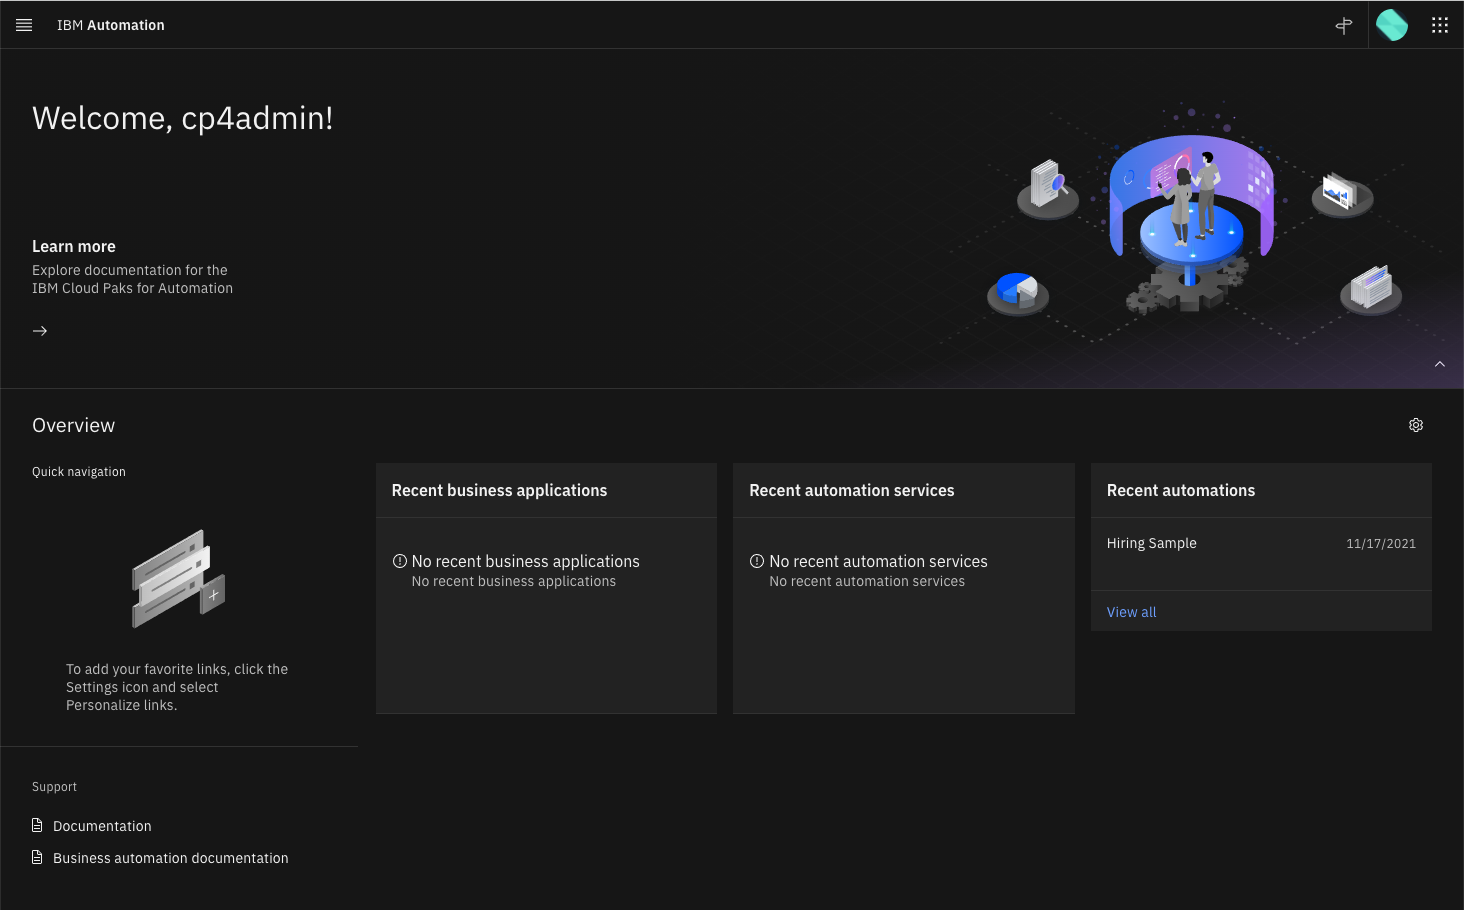 IBM Automation
Welcome, cp4admin!
Learn more
Explore documentation for the
IBM Cloud Paks for Automation
Overview
Quick navigation
To add your favorite links, click the
Settings icon and select
Personalize links.
Support
Documentation
Business automation documentation
Recent business applications
No recent business applications
No recent business applications
Recent automation services
No recent automation services
No recent automation services
Recent automations
Hiring Sample 11/17/2021
View all